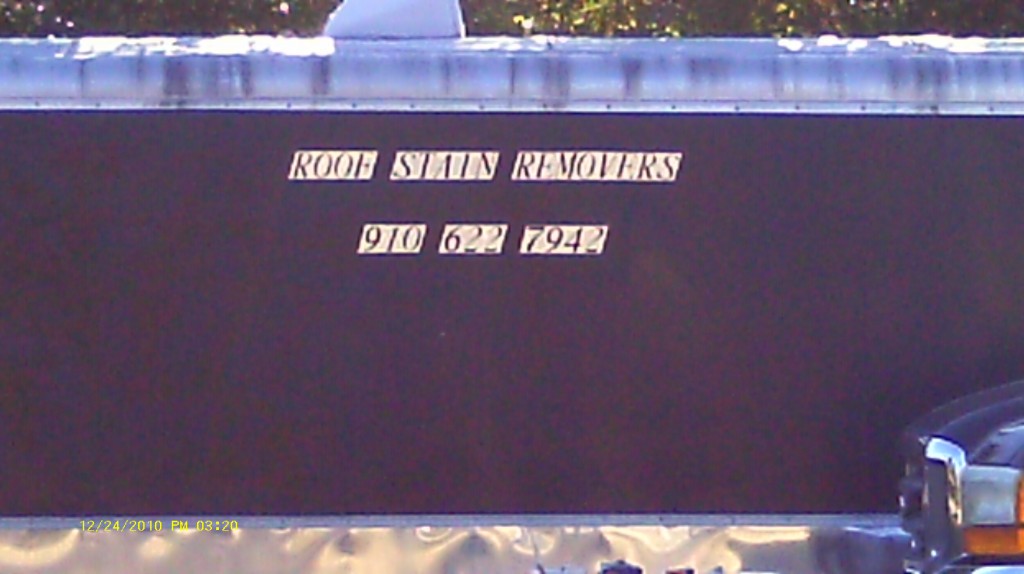 ROOF STAIN REMOVERS
910 622 7942
12/24/2010 PM 03:20